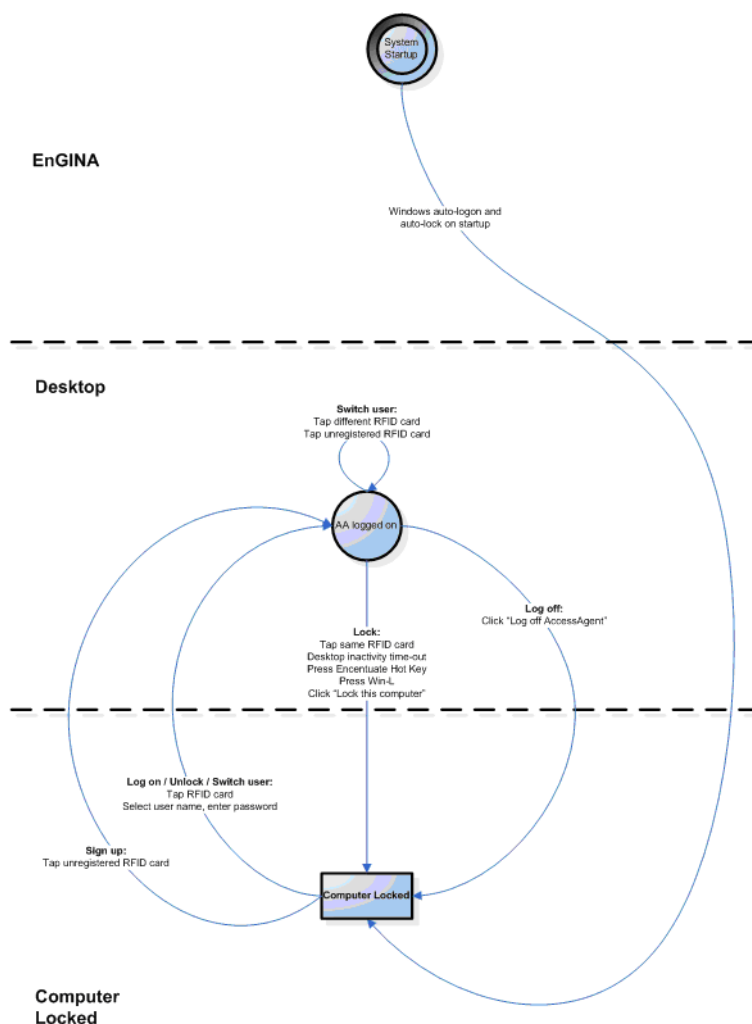 System
Startup
EnGINA
Windows auto-logon and
auto-lock on startup
Desktop
Switch user:
Tap different RFID card
Tap unregistered RFID card
AA logged on
Log off:
Click "Log off AccessAgent"
Lock:
Tap same RFID card
Desktop inactivity time-out
Press Encentuate Hot Key
Press Win-L
Click "Lock this computer"
Log on / Unlock / Switch user:
Tap RFID card
Select user name, enter password
Sign up:
Tap unregistered RFID card
Computer Locked
Computer
Locked